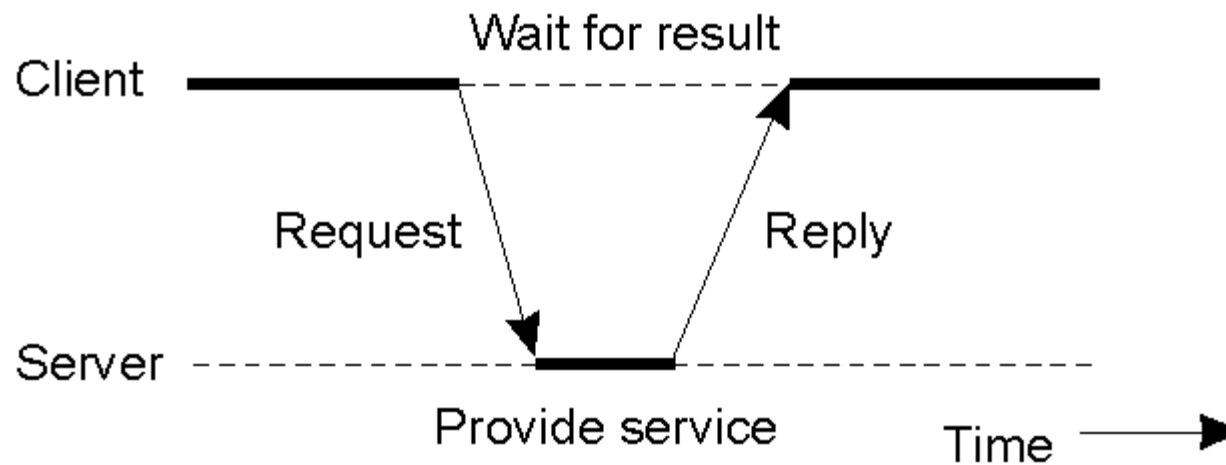 Wait for result
Client
Request
Reply
Server
Provide service
Time